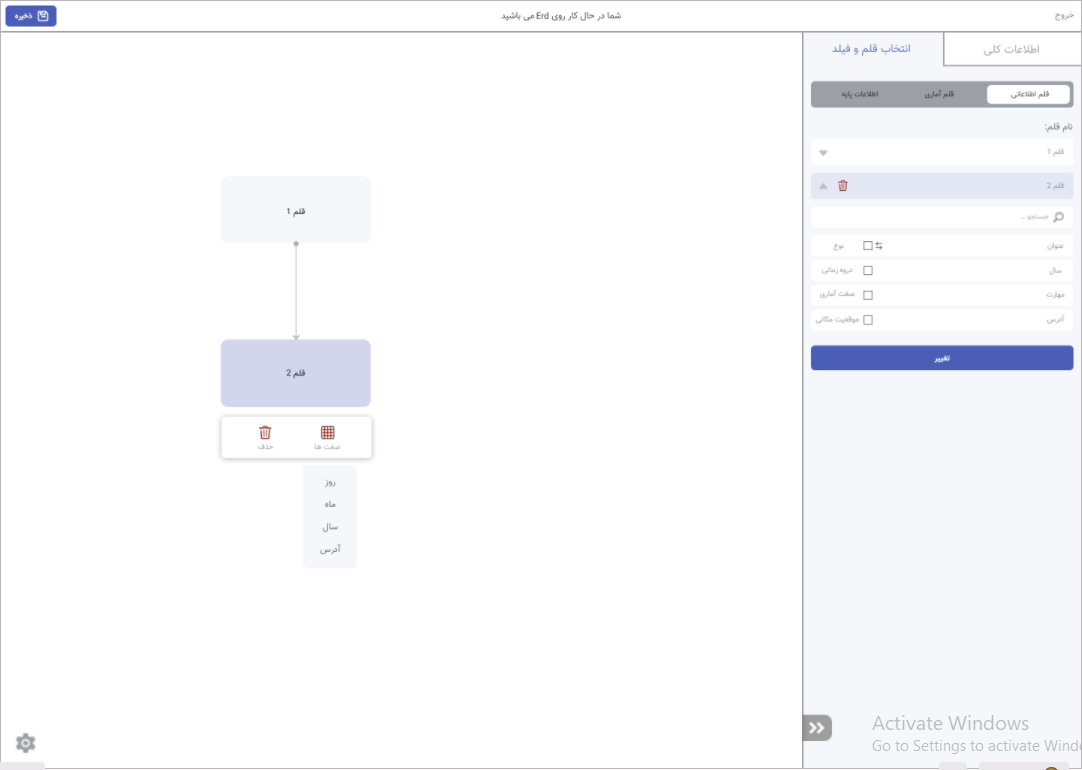 خروج
شما در حال کار روی Erd می باشید
ذخیره
اطلاعات کلی
انتخاب قلم و فیلد
قلم اطلاعاتی
قلم آماری
اطلاعات پایه
نام قلم:
قلم 1
قلم 2
جستجو ...
عنوان
نوع
سال
دروه زمانی
مهارت
صفت آماری
آدرس
موقعیت مکانی
تغییر
قلم 1
قلم 2
صفت ها
حذف
روز
ماه
سال
آدرس
Activate Windows
Go to Settings to activate Wind